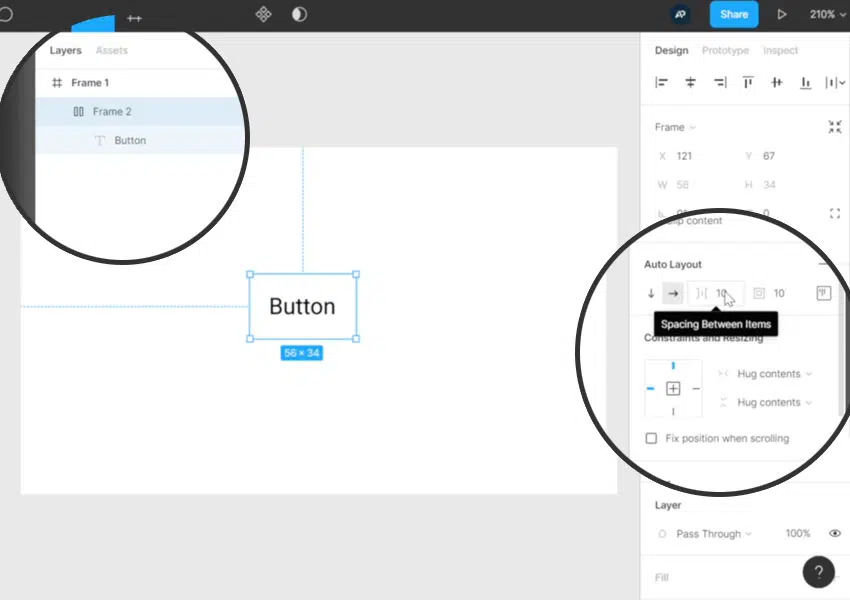 AP
Share
210%
Layers
Assets
Design
Prototype
Inspect
Frame 1
Frame 2
Button
Frame
X 121
Y 67
W 56
H 34
content
Auto Layout
10
10
Spacing Between Items
Constraints and Resizing
Hug contents
Hug contents
Fix position when scrolling
Button
56 × 34
Layer
Pass Through
100%
Fill
?